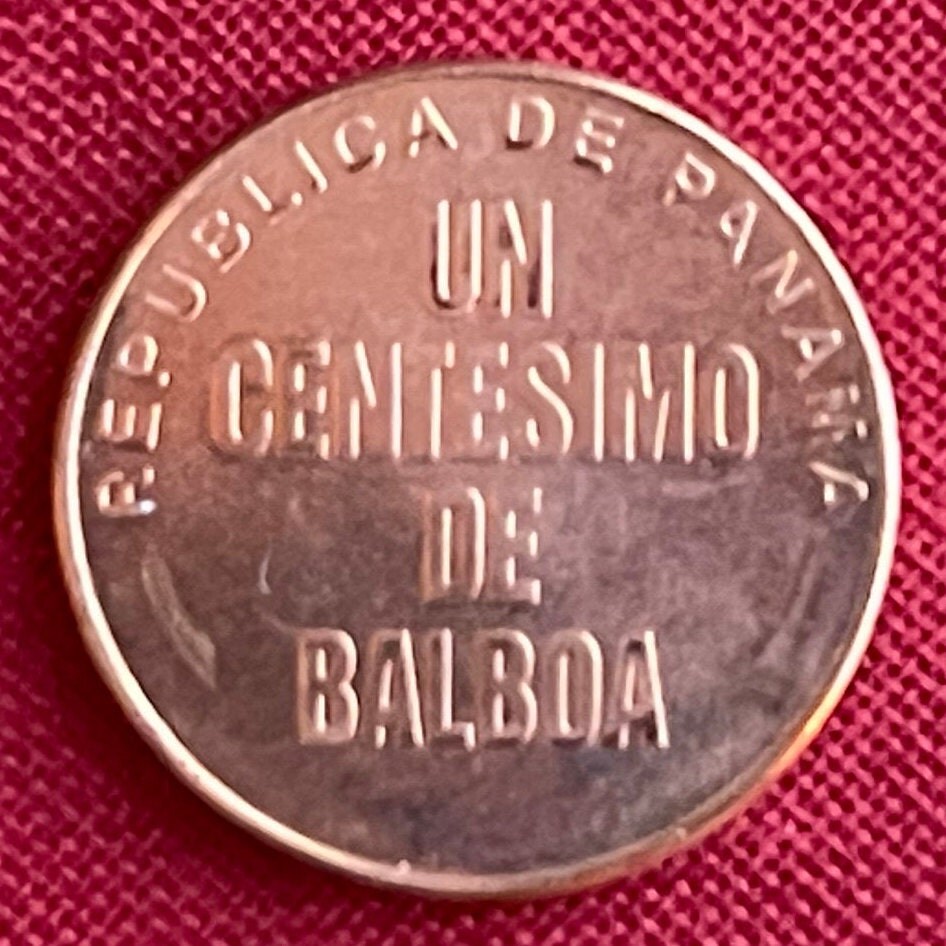 REPUBLICA DE PANAMA
UN
CENTESIMO
DE
BALBOA